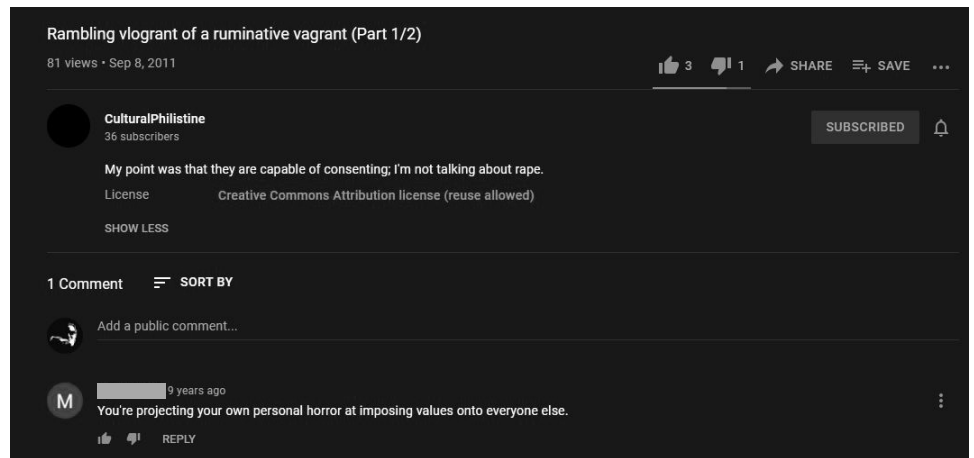 Rambling vlogrant of a ruminative vagrant (Part 1/2)
81 views • Sep 8, 2011
3 1 SHARE SAVE
CulturalPhilistine
36 subscribers
SUBSCRIBED
My point was that they are capable of consenting; I'm not talking about rape.
License Creative Commons Attribution license (reuse allowed)
SHOW LESS
1 Comment SORT BY
Add a public comment...
M
9 years ago
You're projecting your own personal horror at imposing values onto everyone else.
REPLY